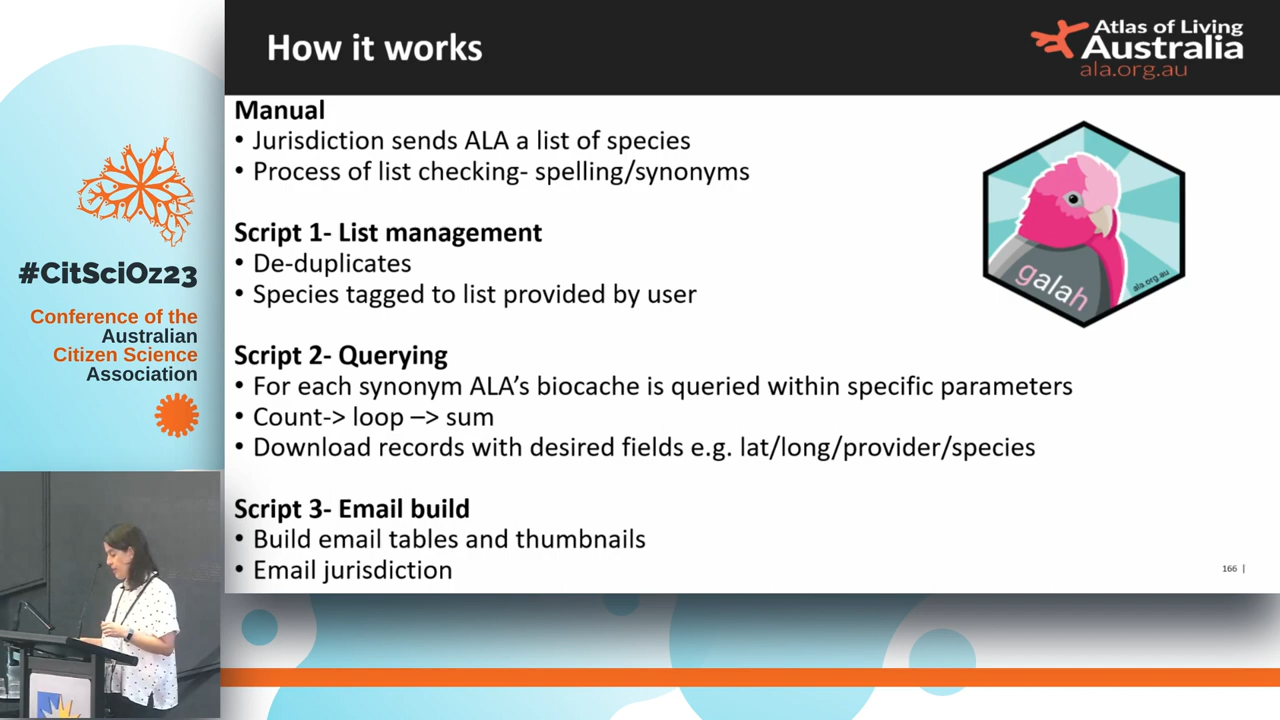 How it works
Atlas of Living
Australia
ala.org.au
Manual
• Jurisdiction sends ALA a list of species
• Process of list checking- spelling/synonyms
Script 1- List management
• De-duplicates
• Species tagged to list provided by user
Script 2- Querying
• For each synonym ALA's biocache is queried within specific parameters
• Count-> loop –> sum
• Download records with desired fields e.g. lat/long/provider/species
Script 3- Email build
• Build email tables and thumbnails
• Email jurisdiction
galah
ala.org.au
166 |
#CitSciOz23
Conference of the
Australian
Citizen Science
Association